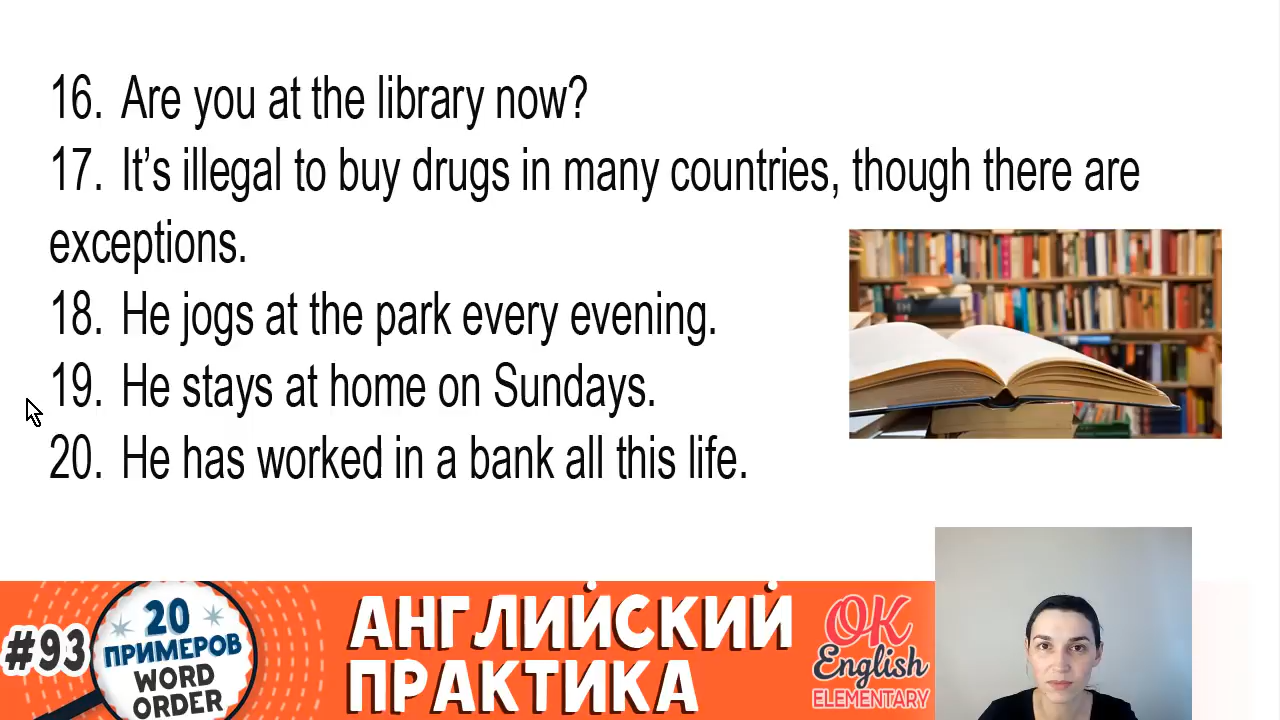 16. Are you at the library now?
17. It’s illegal to buy drugs in many countries, though there are
exceptions.
18. He jogs at the park every evening.
19. He stays at home on Sundays.
20. He has worked in a bank all this life.
#93
20
ПРИМЕРОВ
WORD
ORDER
АНГЛИЙСКИЙ
ПРАКТИКА
OK
English
ELEMENTARY